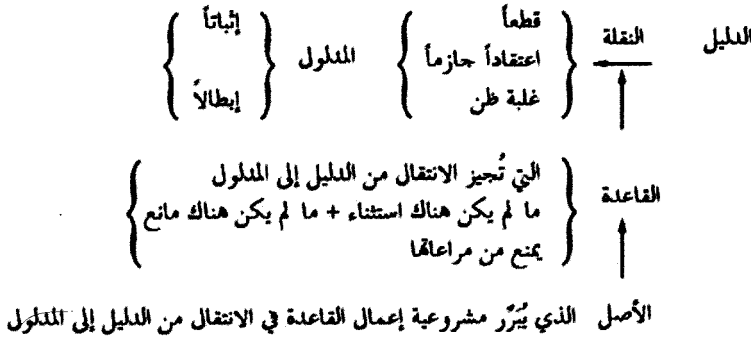 إثباتاً
إبطالاً
المدلول
قطعاً
اعتقاداً جازماً
غلبة ظن
النقلة
الدليل
التي تُجيز الانتقال من الدليل إلى المدلول
ما لم يكن هناك استثناء + ما لم يكن هناك مانع
يمنع من مراعاتها
القاعدة
الأصل الذي يُبَرِّر مشروعية إعمال القاعدة في الانتقال من الدليل إلى المدلول